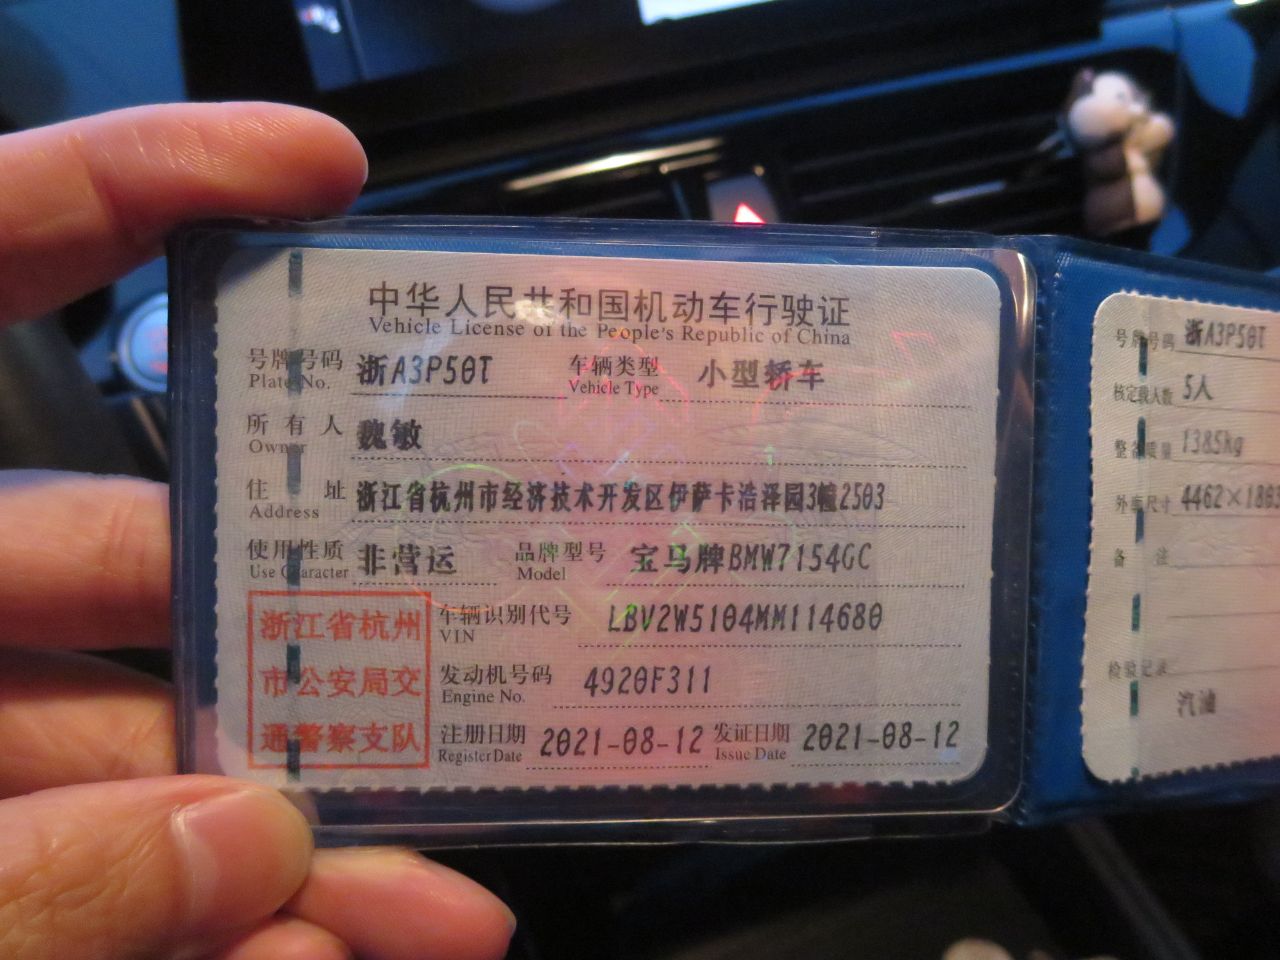 中华人民共和国机动车行驶证
Vehicle License of the People's Republic of China
号牌号码 浙A3P50T 车辆类型 小型轿车
Plate No. Vehicle Type
所有人 魏敏
Owner
住址 浙江省杭州市经济技术开发区伊萨卡浩泽园3幢2503
Address
使用性质 非营运 品牌型号 宝马牌BMW7154GC
Use Character Model
浙江省杭州
市公安局交
通警察支队
车辆识别代号 LBV2W5104MM114680
VIN
发动机号码 4920F311
Engine No.
注册日期 2021-08-12 发证日期 2021-08-12
Register Date Issue Date
号牌号码 浙A3P50T
核定载人数 5人
整备质量 1385kg
外廓尺寸 4462×186
备注
检验记录
汽油